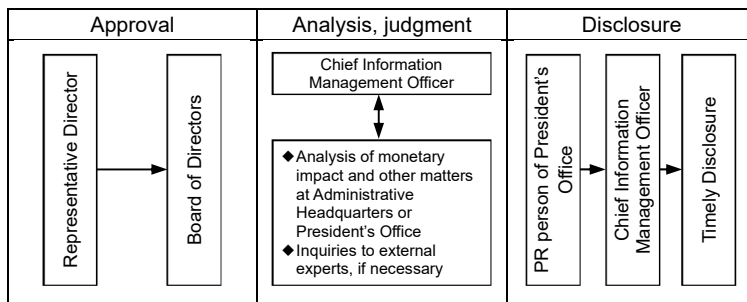 Approval
Analysis, judgment
Disclosure
Representative Director
Board of Directors
Chief Information
Management Officer
◆Analysis of monetary
impact and other matters
at Administrative
Headquarters or
President's Office
◆Inquiries to external
experts, if necessary
PR person of President's
Office
Chief Information
Management Officer
Timely Disclosure